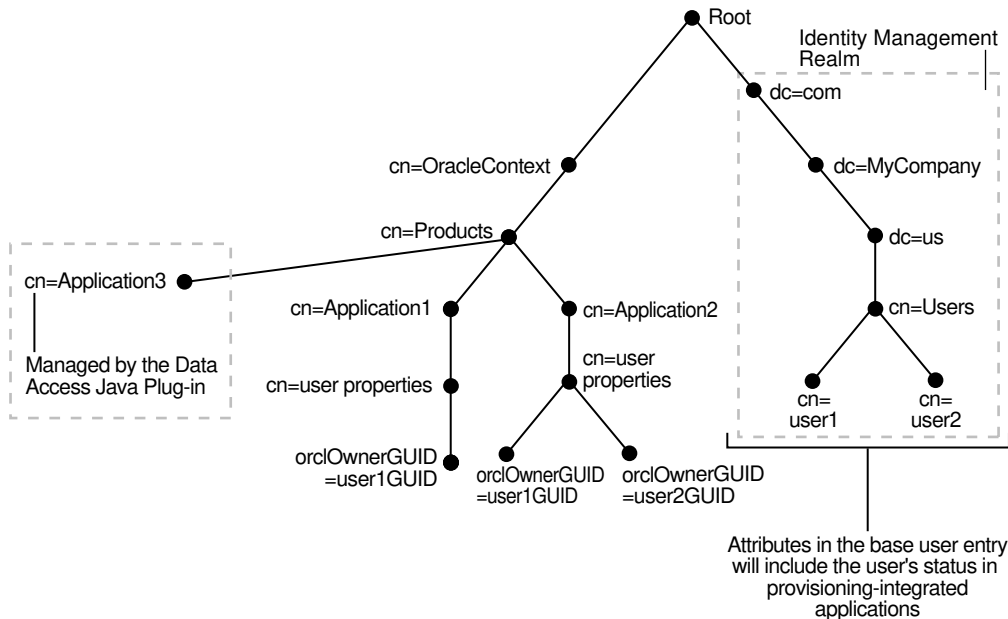 Root
Identity Management
Realm
dc=com
cn=OracleContext
dc=MyCompany
cn=Products
dc=us
cn=Application3
cn=Application1
cn=Application2
cn=Users
Managed by the Data
Access Java Plug-in
cn=user properties
cn=user
properties
cn=
user1
cn=
user2
orclOwnerGUID
=user1GUID
orclOwnerGUID
=user1GUID
orclOwnerGUID
=user2GUID
Attributes in the base user entry
will include the user's status in
provisioning-integrated
applications